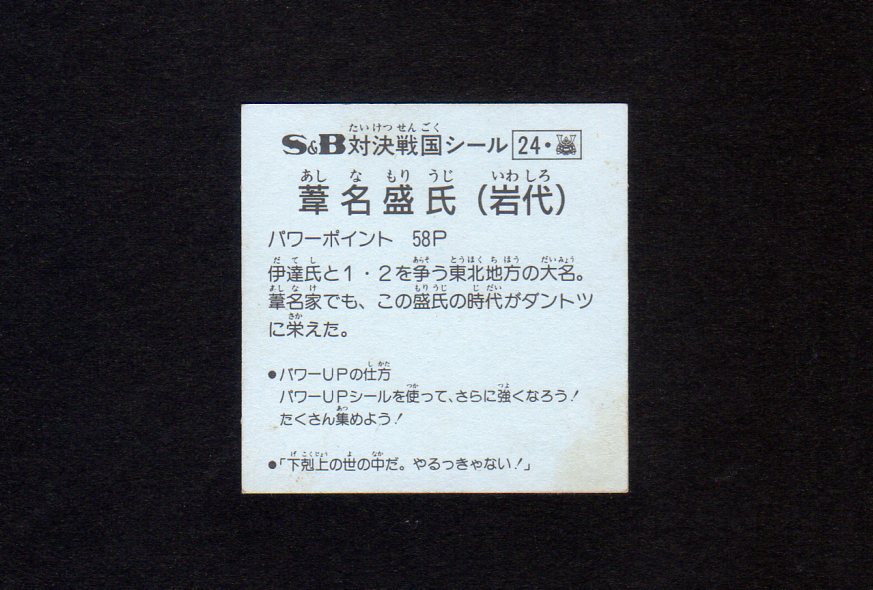 S&B対決戦国シール 24・
葦名盛氏(岩代)
パワーポイント 58P
伊達氏と1・2を争う東北地方の大名。
葦名家でも、この盛氏の時代がダントツ
に栄えた。
●パワーUPの仕方
パワーUPシールを使って、さらに強くなろう!
たくさん集めよう!
●「下剋上の世の中だ。やるっきゃない!」